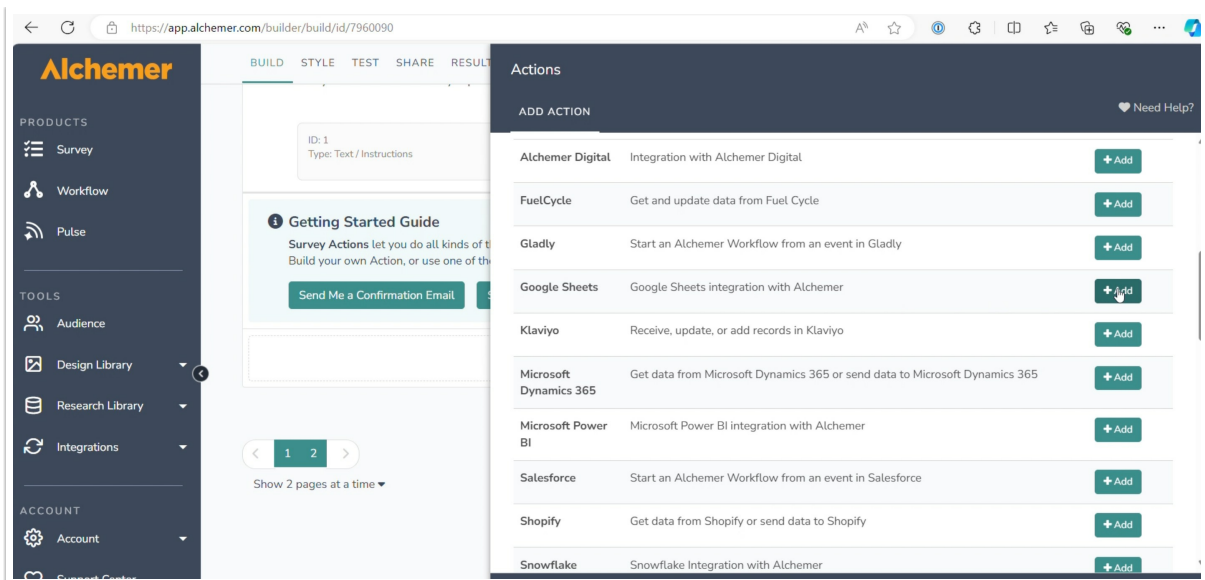 https://app.alchemer.com/builder/build/id/7960090
Alchemer
PRODUCTS
Survey
Workflow
Pulse
TOOLS
Audience
Design Library
Research Library
Integrations
ACCOUNT
Account
Support Center
BUILD STYLE TEST SHARE RESULT
ID: 1
Type: Text / Instructions
Getting Started Guide
Survey Actions let you do all kinds of t
Build your own Action, or use one of the
Send Me a Confirmation Email
1 2
Show 2 pages at a time
Actions
ADD ACTION
Need Help?
Alchemer Digital Integration with Alchemer Digital + Add
FuelCycle Get and update data from Fuel Cycle + Add
Gladly Start an Alchemer Workflow from an event in Gladly + Add
Google Sheets Google Sheets integration with Alchemer + Add
Klaviyo Receive, update, or add records in Klaviyo + Add
Microsoft Dynamics 365 Get data from Microsoft Dynamics 365 or send data to Microsoft Dynamics 365 + Add
Microsoft Power BI Microsoft Power BI integration with Alchemer + Add
Salesforce Start an Alchemer Workflow from an event in Salesforce + Add
Shopify Get data from Shopify or send data to Shopify + Add
Snowflake Snowflake Integration with Alchemer + Add